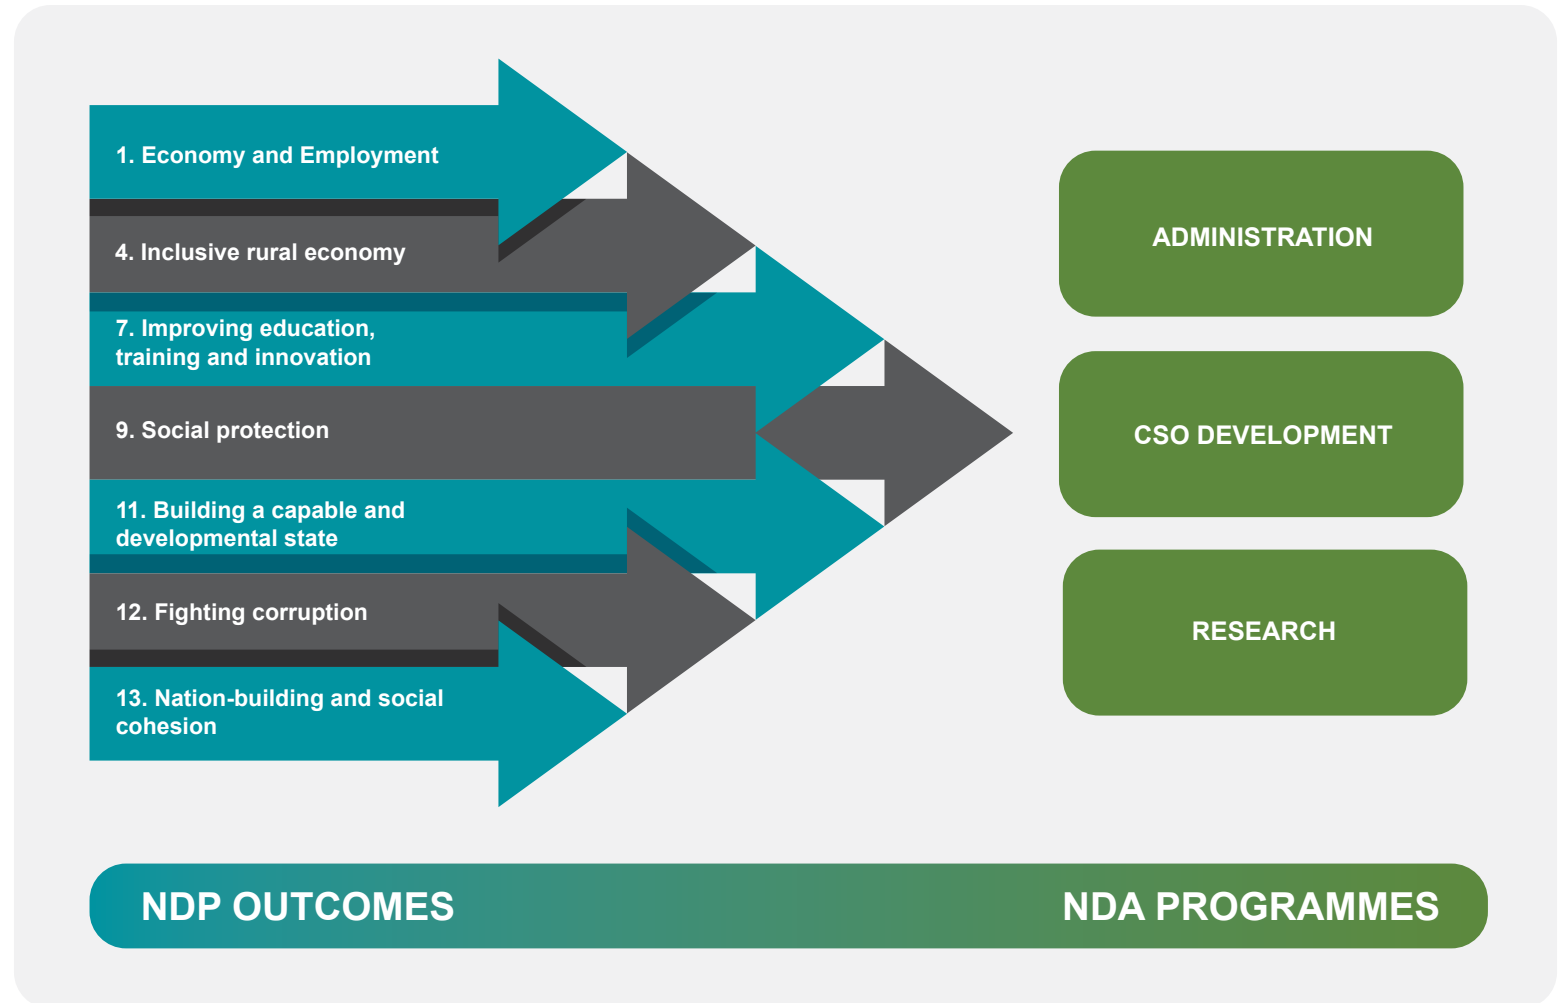 1. Economy and Employment
4. Inclusive rural economy
7. Improving education,
training and innovation
9. Social protection
11. Building a capable and
developmental state
12. Fighting corruption
13. Nation-building and social
cohesion
ADMINISTRATION
CSO DEVELOPMENT
RESEARCH
NDP OUTCOMES
NDA PROGRAMMES